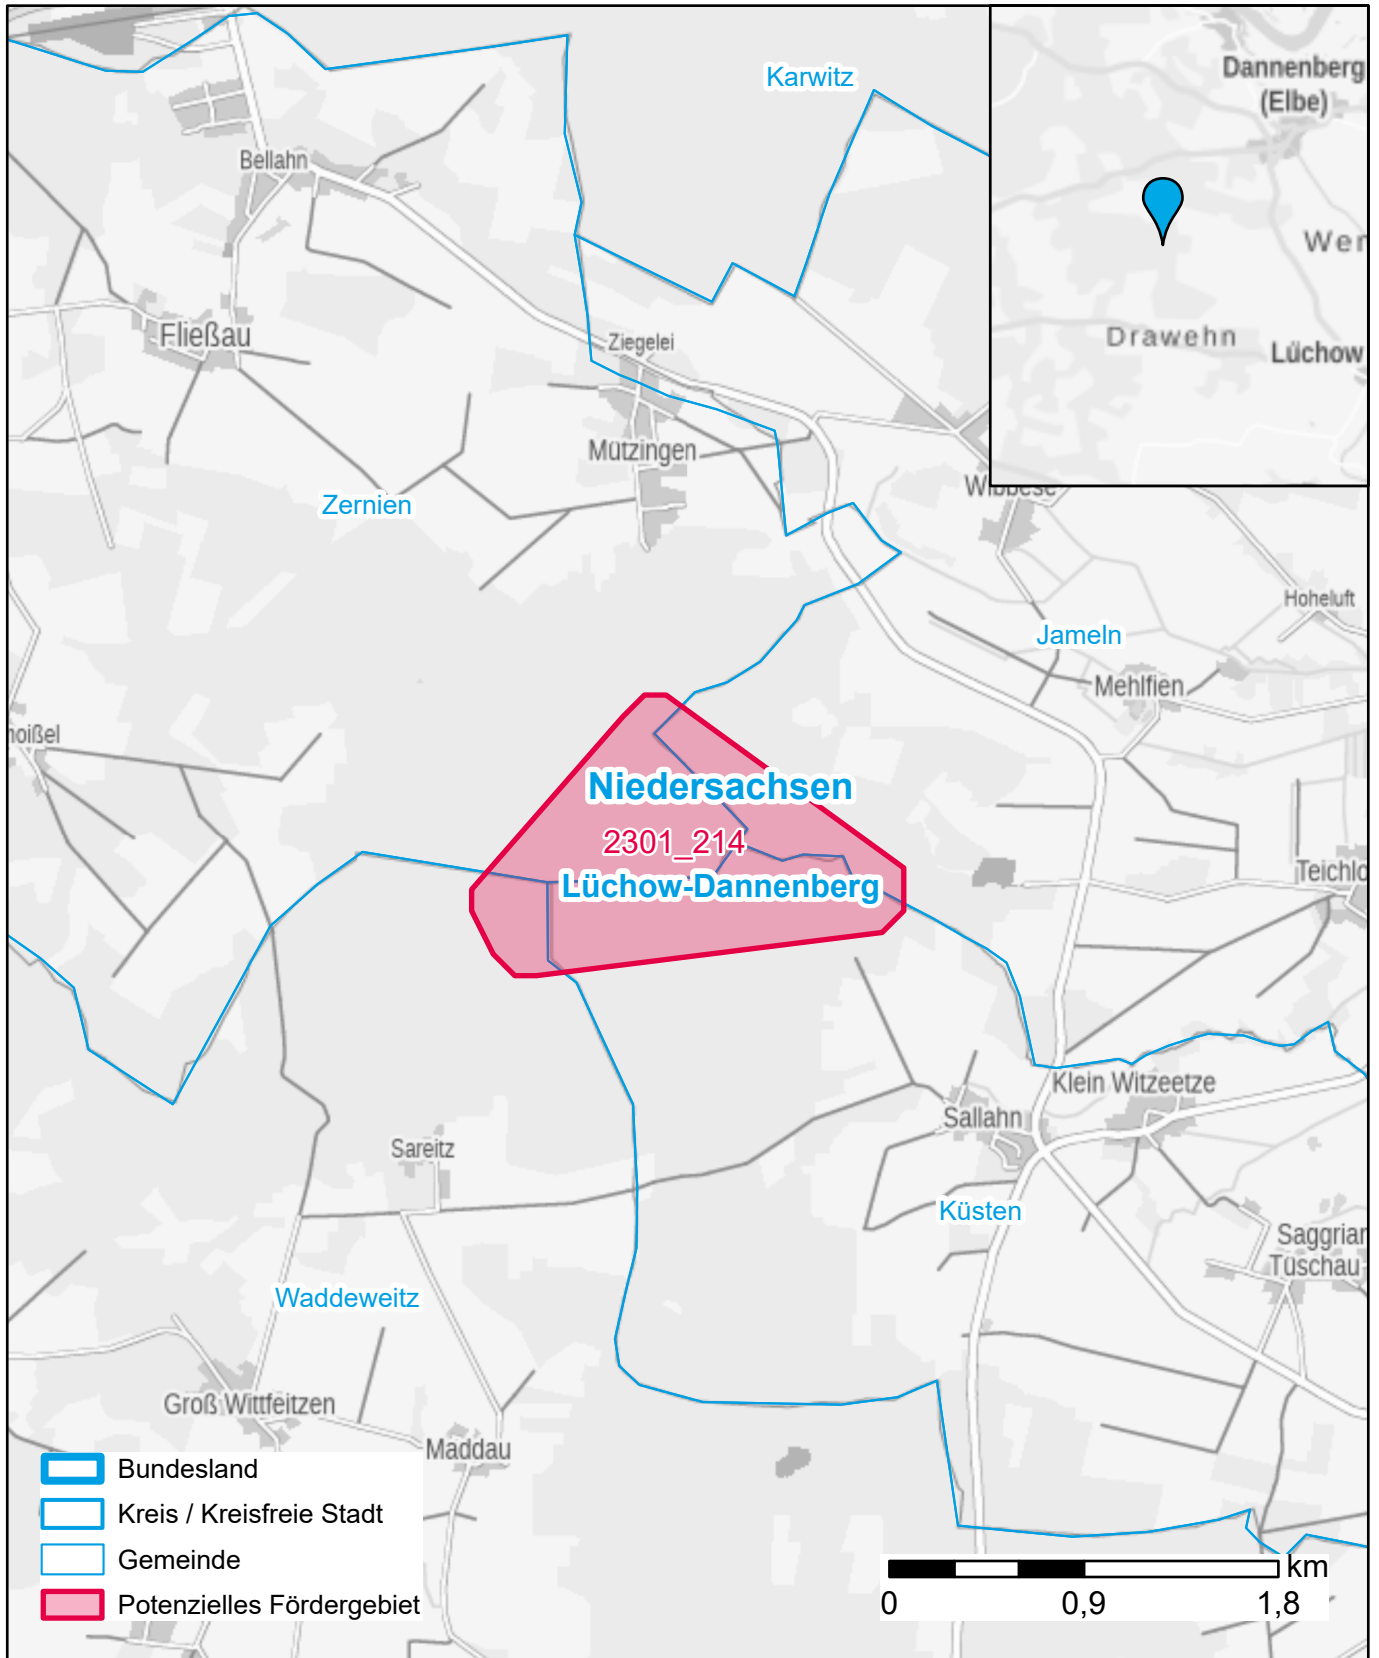 Karwitz
Dannenberg
(Elbe)
Bellahn
Wer
Fließau
Ziegelei
Drawehn
Lüchow
Mützingen
Wibbese
Zernien
Hoheluft
Jameln
Mehlfien
hoißel
Niedersachsen
2301_214
Teichlo
Lüchow-Dannenberg
Klein Witzeetze
Sallahn
Sareitz
Küsten
Saggrian
Tüschau
Waddeweitz
Groß Wittfeitzen
Maddau
Bundesland
Kreis / Kreisfreie Stadt
Gemeinde
Potenzielles Fördergebiet
km
0 0,9 1,8